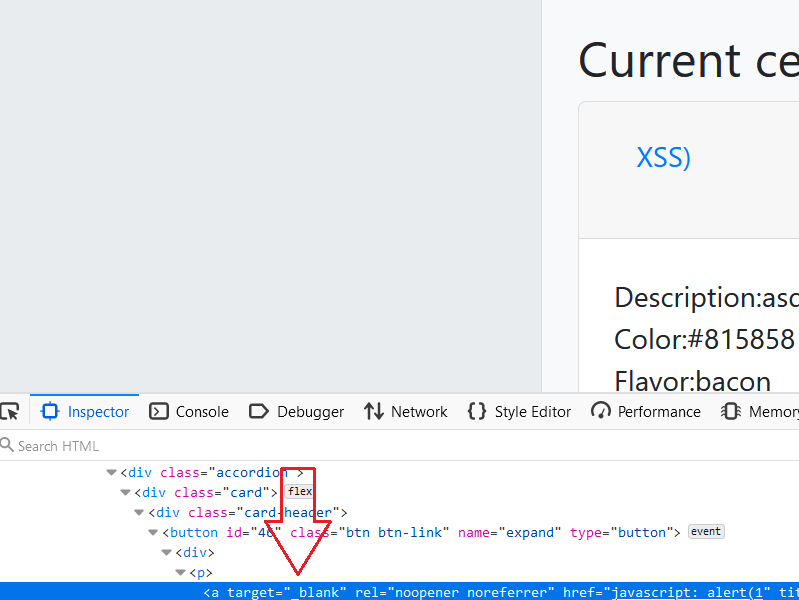 Current ce
XSS)
Description:asd
Color:#815858
Flavor:bacon
Inspector Console Debugger Network Style Editor Performance Memory
Search HTML
<div class="accordion">
<div class="card"> flex
<div class="card-header">
<button id="46" class="btn btn-link" name="expand" type="button"> event
<div>
<p>
<a target="_blank" rel="noopener noreferrer" href="javascript: alert(1" tit